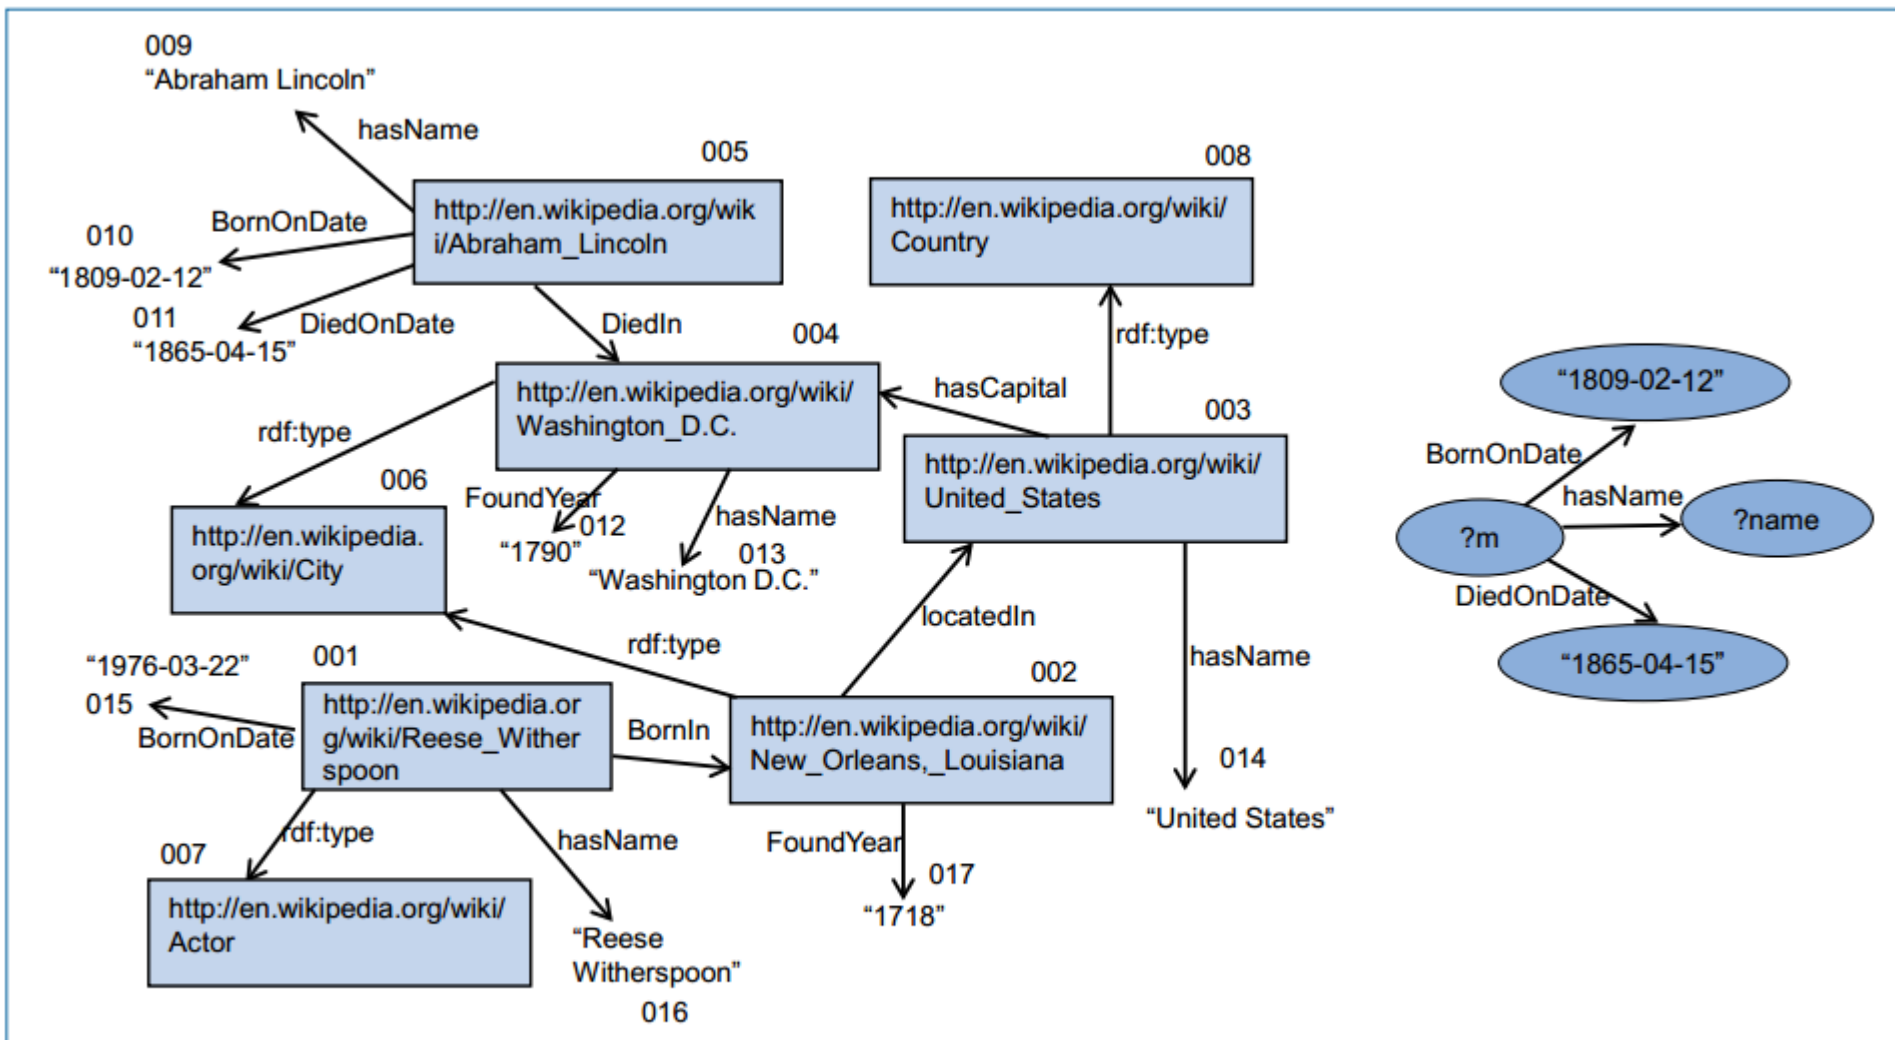 009
“Abraham Lincoln”
hasName
005
http://en.wikipedia.org/wik
i/Abraham_Lincoln
BornOnDate
010
“1809-02-12”
011
“1865-04-15”
DiedOnDate
DiedIn
008
http://en.wikipedia.org/wiki/
Country
rdf:type
004
http://en.wikipedia.org/wiki/
Washington_D.C.
hasCapital
003
http://en.wikipedia.org/wiki/
United_States
rdf:type
006
http://en.wikipedia.
org/wiki/City
FoundYear
012
“1790”
hasName
013
“Washington D.C.”
locatedIn
rdf:type
hasName
014
“United States”
“1976-03-22”
015
BornOnDate
001
http://en.wikipedia.or
g/wiki/Reese_Wither
spoon
BornIn
002
http://en.wikipedia.org/wiki/
New_Orleans,_Louisiana
rdf:type
007
http://en.wikipedia.org/wiki/
Actor
hasName
“Reese
Witherspoon”
016
FoundYear
017
“1718”
“1809-02-12”
BornOnDate
hasName
?name
?m
DiedOnDate
“1865-04-15”